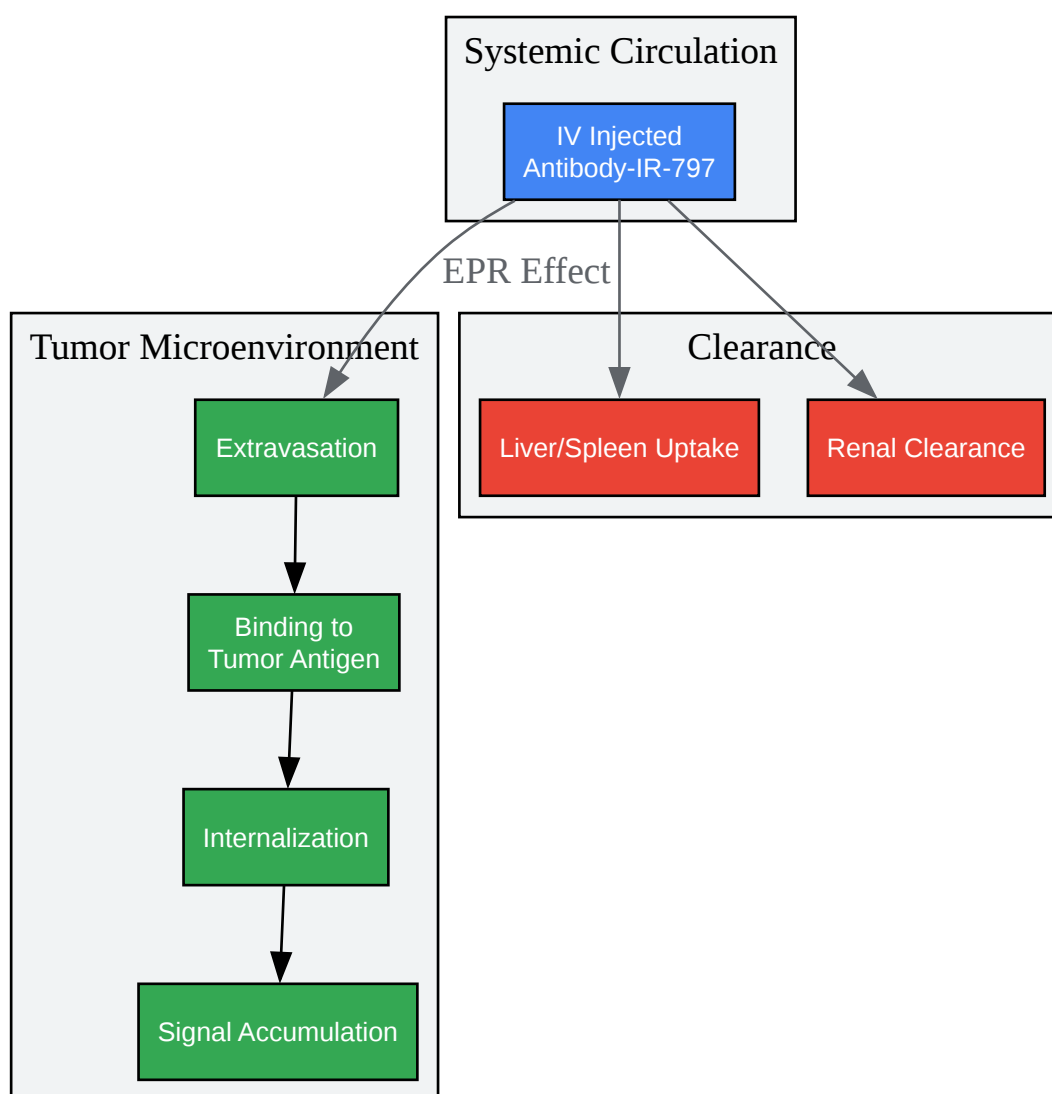 Systemic Circulation
IV Injected
Antibody-IR-797
EPR Effect
Tumor Microenvironment
Clearance
Extravasation
Liver/Spleen Uptake
Renal Clearance
Binding to
Tumor Antigen
Internalization
Signal Accumulation